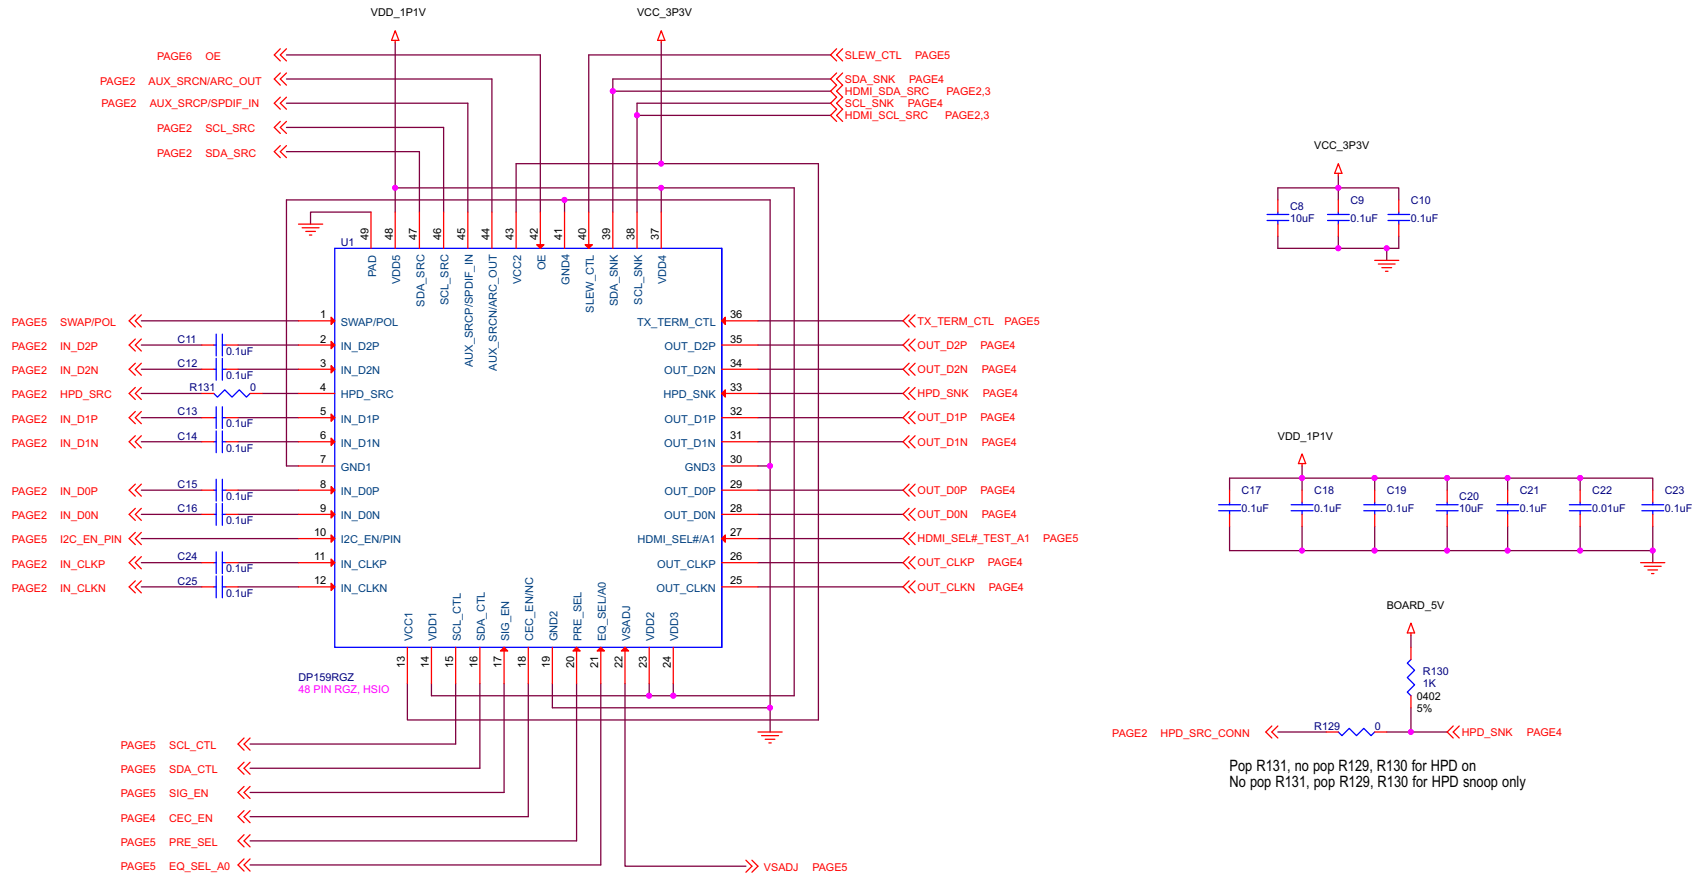 VDD_1P1V
VCC_3P3V
PAGE6 OE
PAGE2 AUX_SRCN/ARC_OUT
PAGE2 AUX_SRCP/SPDIF_IN
PAGE2 SCL_SRC
PAGE2 SDA_SRC
SLEW_CTL PAGE5
SDA_SNK PAGE4
HDMI_SDA_SRC PAGE2,3
SCL_SNK PAGE4
HDMI_SCL_SRC PAGE2,3
49
48
47
46
45
44
43
42
41
40
39
38
37
U1
PAD
VDD5
SDA_SRC
SCL_SRC
AUX_SRCP/SPDIF_IN
AUX_SRCN/ARC_OUT
VCC2
OE
GND4
SLEW_CTL
SDA_SNK
SCL_SNK
VDD4
PAGE5 SWAP/POL 1 SWAP/POL
PAGE2 IN_D2P C11 0.1uF 2 IN_D2P
PAGE2 IN_D2N C12 0.1uF 3 IN_D2N
PAGE2 HPD_SRC R131 0 4 HPD_SRC
PAGE2 IN_D1P C13 0.1uF 5 IN_D1P
PAGE2 IN_D1N C14 0.1uF 6 IN_D1N
7 GND1
PAGE2 IN_D0P C15 0.1uF 8 IN_D0P
PAGE2 IN_D0N C16 0.1uF 9 IN_D0N
PAGE5 I2C_EN_PIN 10 I2C_EN/PIN
PAGE2 IN_CLKP C24 0.1uF 11 IN_CLKP
PAGE2 IN_CLKN C25 0.1uF 12 IN_CLKN
TX_TERM_CTL 36 TX_TERM_CTL PAGE5
OUT_D2P 35 OUT_D2P PAGE4
OUT_D2N 34 OUT_D2N PAGE4
HPD_SNK 33 HPD_SNK PAGE4
OUT_D1P 32 OUT_D1P PAGE4
OUT_D1N 31 OUT_D1N PAGE4
GND3 30
OUT_D0P 29 OUT_D0P PAGE4
OUT_D0N 28 OUT_D0N PAGE4
HDMI_SEL#/A1 27 HDMI_SEL#_TEST_A1 PAGE5
OUT_CLKP 26 OUT_CLKP PAGE4
OUT_CLKN 25 OUT_CLKN PAGE4
VCC1
VDD1
SCL_CTL
SDA_CTL
SIG_EN
CEC_EN/NC
GND2
PRE_SEL
EQ_SEL/A0
VSADJ
VDD2
VDD3
13
14
15
16
17
18
19
20
21
22
23
24
DP159RGZ
48 PIN RGZ, HSIO
PAGE5 SCL_CTL
PAGE5 SDA_CTL
PAGE5 SIG_EN
PAGE4 CEC_EN
PAGE5 PRE_SEL
PAGE5 EQ_SEL_A0
VSADJ PAGE5
VCC_3P3V
C8
10uF
C9
0.1uF
C10
0.1uF
VDD_1P1V
C17
0.1uF
C18
0.1uF
C19
0.1uF
C20
10uF
C21
0.1uF
C22
0.01uF
C23
0.1uF
BOARD_5V
R130
1K
0402
5%
PAGE2 HPD_SRC_CONN R129 0 HPD_SNK PAGE4
Pop R131, no pop R129, R130 for HPD on
No pop R131, pop R129, R130 for HPD snoop only